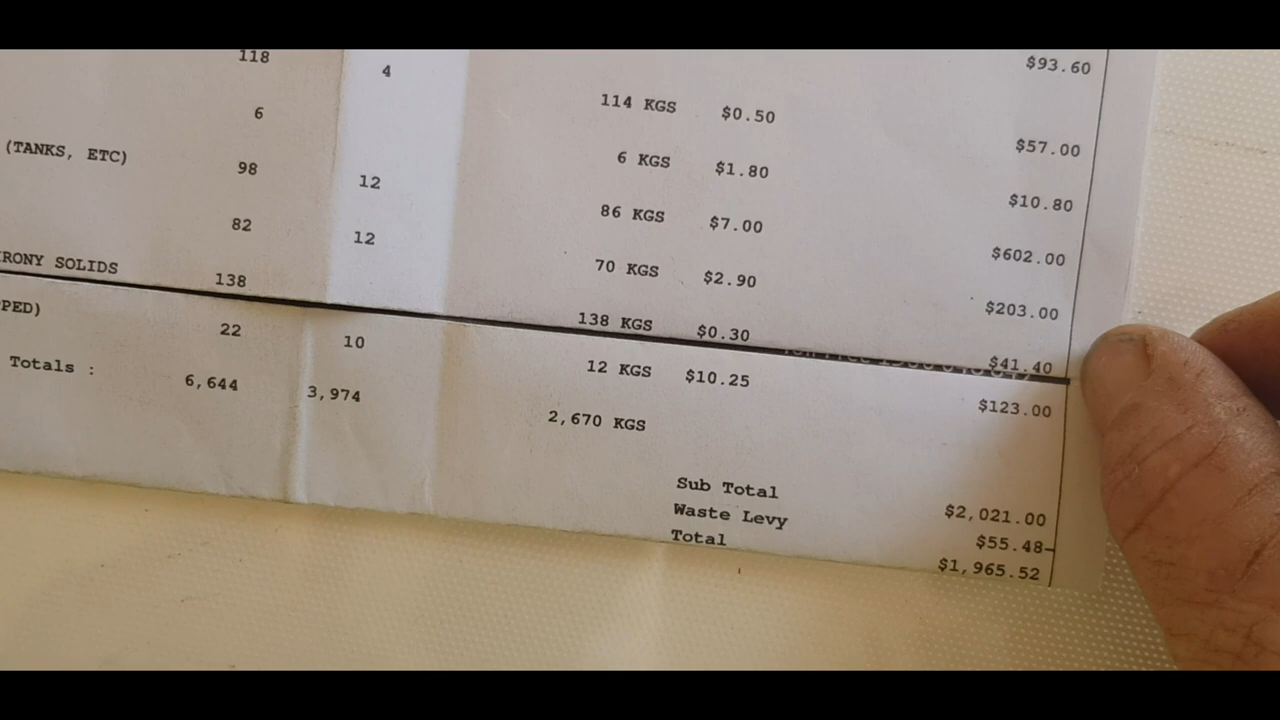 $93.60
118 4 114 KGS $0.50 $57.00
6 6 KGS $1.80 $10.80
(TANKS, ETC) 98 12 86 KGS $7.00 $602.00
82 12 70 KGS $2.90 $203.00
RONY SOLIDS 138 138 KGS $0.30 $41.40
PPED) 22 10 12 KGS $10.25 $123.00
Totals : 6,644 3,974 2,670 KGS
Sub Total $2,021.00
Waste Levy $55.48-
Total $1,965.52